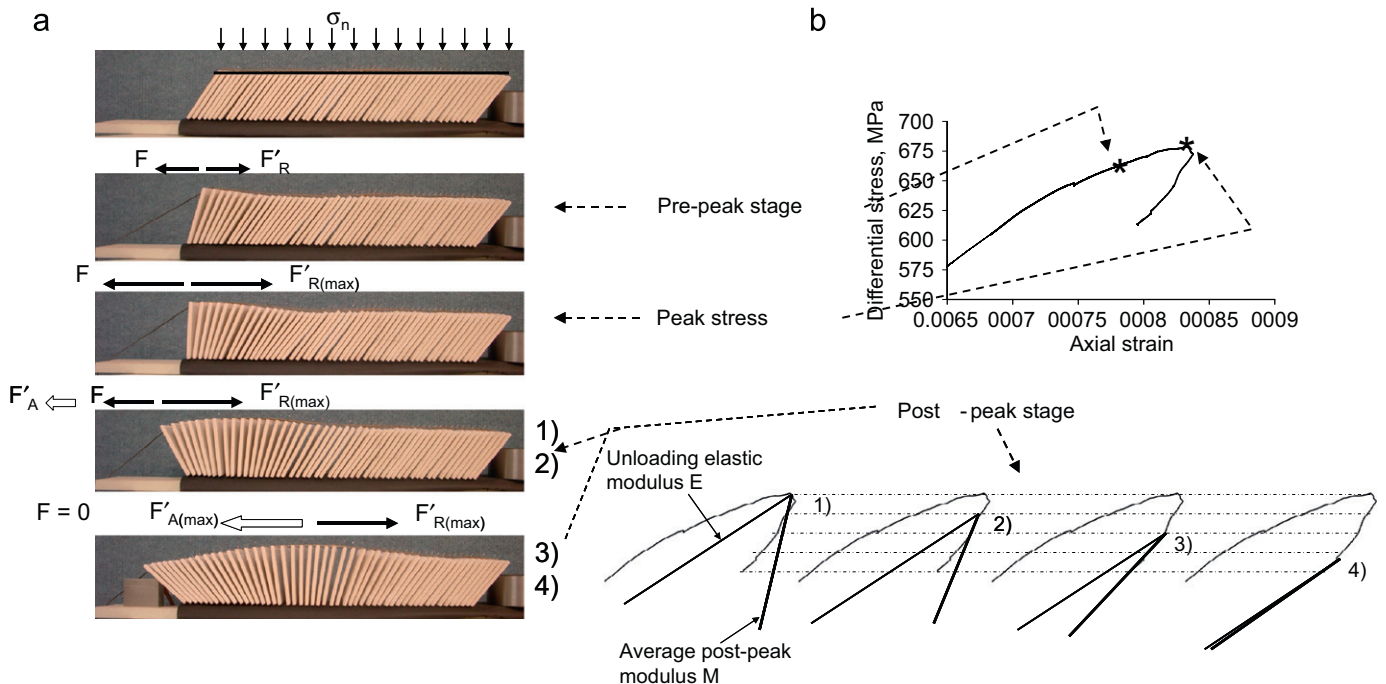 a
σn
F F′R
F F′R(max)
F′A F F′R(max)
1)
2)
F = 0 F′A(max) F′R(max)
3)
4)
Pre-peak stage
Peak stress
Post -peak stage
b
Differential stress, MPa
700
675
650
625
600
575
550
0.0065 0007 00075 0008 00085 0009
Axial strain
Unloading elastic
modulus E
1)
2)
3)
4)
Average post-peak
modulus M